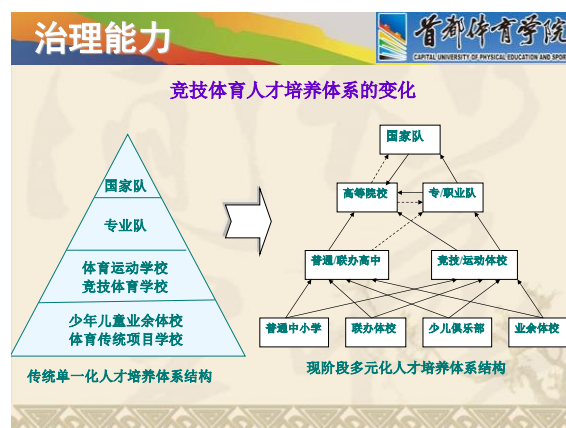 治理能力
首都体育学院
CAPITAL UNIVERSITY OF PHYSICAL EDUCATION AND SPOR
竞技体育人才培养体系的变化
国家队
专业队
体育运动学校
竞技体育学校
少年儿童业余体校
体育传统项目学校
传统单一化人才培养体系结构
国家队
高等院校
专/职业队
普通/联办高中
竞技/运动体校
普通中小学
联办体校
少儿俱乐部
业余体校
现阶段多元化人才培养体系结构